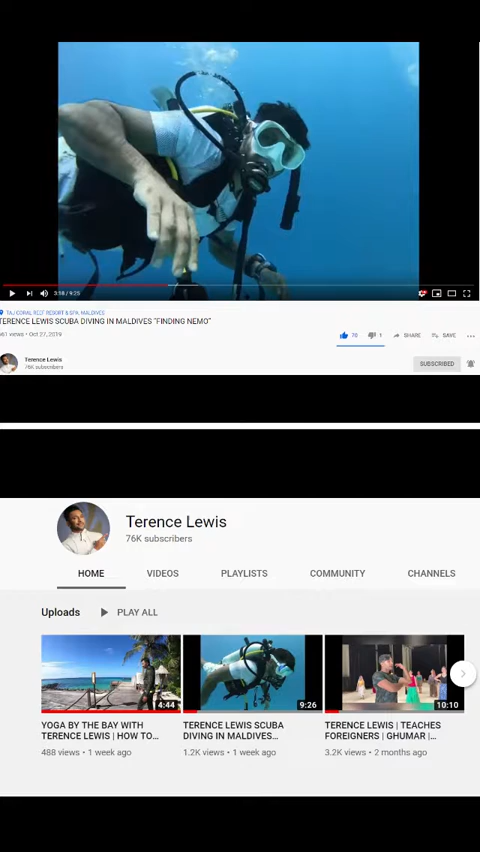 3:18 / 9:25
TAJ CORAL REEF RESORT & SPA, MALDIVES
TERENCE LEWIS SCUBA DIVING IN MALDIVES "FINDING NEMO"
views • Oct 27, 2019
70 1 SHARE SAVE
Terence Lewis
76K subscribers
SUBSCRIBED
Terence Lewis
76K subscribers
HOME VIDEOS PLAYLISTS COMMUNITY CHANNELS
Uploads PLAY ALL
4:44 9:26 10:10
YOGA BY THE BAY WITH
TERENCE LEWIS | HOW TO...
488 views • 1 week ago
TERENCE LEWIS SCUBA
DIVING IN MALDIVES...
1.2K views • 1 week ago
TERENCE LEWIS | TEACHES
FOREIGNERS | GHUMAR |...
3.2K views • 2 months ago